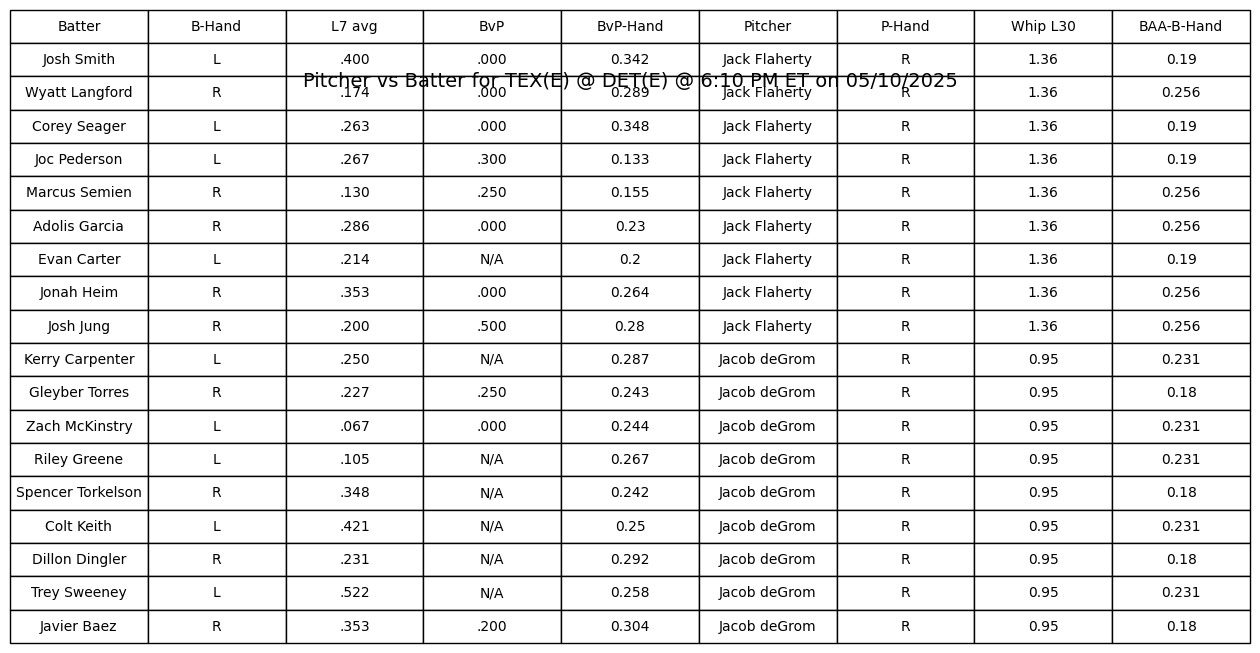 Batter B-Hand L7 avg BvP BvP-Hand Pitcher P-Hand Whip L30 BAA-B-Hand
Josh Smith L .400 .000 0.342 Jack Flaherty R 1.36 0.19
Pitcher vs Batter for TEX(E) @ DET(E) @ 6:10 PM ET on 05/10/2025
Wyatt Langford R .174 .000 0.289 Jack Flaherty R 1.36 0.256
Corey Seager L .263 .000 0.348 Jack Flaherty R 1.36 0.19
Joc Pederson L .267 .300 0.133 Jack Flaherty R 1.36 0.19
Marcus Semien R .130 .250 0.155 Jack Flaherty R 1.36 0.256
Adolis Garcia R .286 .000 0.23 Jack Flaherty R 1.36 0.256
Evan Carter L .214 N/A 0.2 Jack Flaherty R 1.36 0.19
Jonah Heim R .353 .000 0.264 Jack Flaherty R 1.36 0.256
Josh Jung R .200 .500 0.28 Jack Flaherty R 1.36 0.256
Kerry Carpenter L .250 N/A 0.287 Jacob deGrom R 0.95 0.231
Gleyber Torres R .227 .250 0.243 Jacob deGrom R 0.95 0.18
Zach McKinstry L .067 .000 0.244 Jacob deGrom R 0.95 0.231
Riley Greene L .105 N/A 0.267 Jacob deGrom R 0.95 0.231
Spencer Torkelson R .348 N/A 0.242 Jacob deGrom R 0.95 0.18
Colt Keith L .421 N/A 0.25 Jacob deGrom R 0.95 0.231
Dillon Dingler R .231 N/A 0.292 Jacob deGrom R 0.95 0.18
Trey Sweeney L .522 N/A 0.258 Jacob deGrom R 0.95 0.231
Javier Baez R .353 .200 0.304 Jacob deGrom R 0.95 0.18